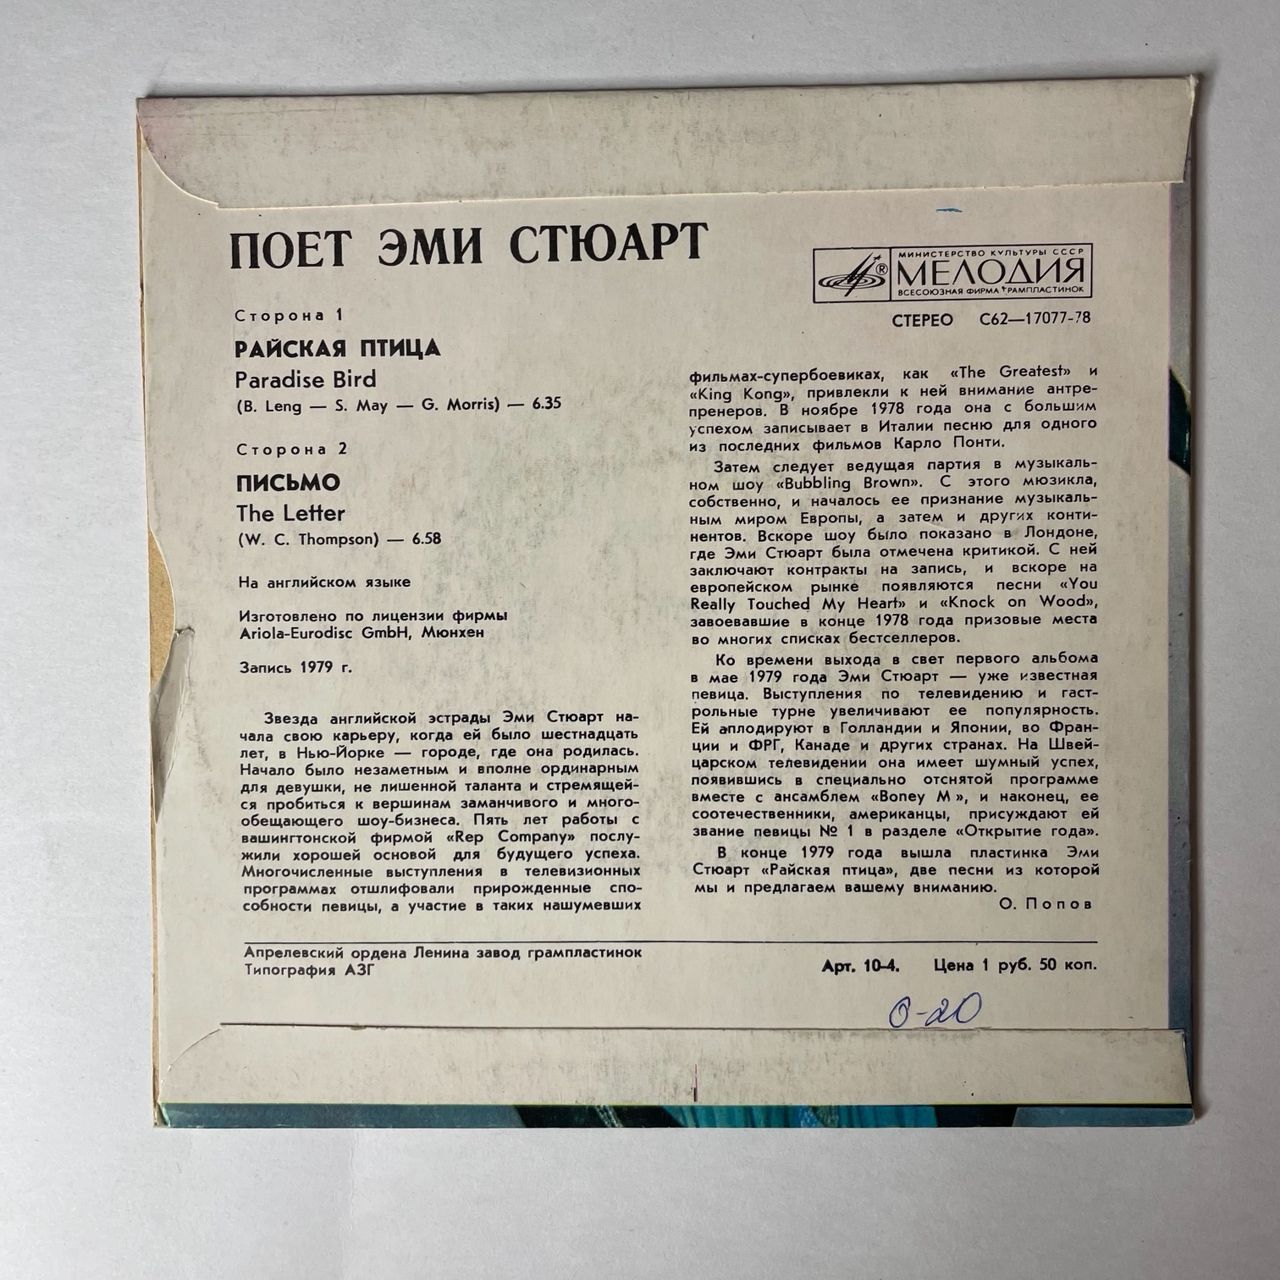 ПОЕТ ЭМИ СТЮАРТ
Сторона 1
РАЙСКАЯ ПТИЦА
Paradise Bird
(B. Leng — S. May — G. Morris) — 6.35
Сторона 2
ПИСЬМО
The Letter
(W. C. Thompson) — 6.58
На английском языке
Изготовлено по лицензии фирмы
Ariola-Eurodisc GmbH, Мюнхен
Запись 1979 г.
Звезда английской эстрады Эми Стюарт на-
чала свою карьеру, когда ей было шестнадцать
лет, в Нью-Йорке — городе, где она родилась.
Начало было незаметным и вполне ординарным
для девушки, не лишенной таланта и стремящей-
ся пробиться к вершинам заманчивого и много-
обещающего шоу-бизнеса. Пять лет работы с
вашингтонской фирмой «Rep Company» послу-
жили хорошей основой для будущего успеха.
Многочисленные выступления в телевизионных
программах отшлифовали прирожденные спо-
собности певицы, а участие в таких нашумевших
МИНИСТЕРСТВО КУЛЬТУРЫ СССР
® МЕЛОДИЯ
ВСЕСОЮЗНАЯ ФИРМА ГРАМПЛАСТИНОК
СТЕРЕО С62—17077-78
фильмах-супербоевиках, как «The Greatest» и
«King Kong», привлекли к ней внимание антре-
пренеров. В ноябре 1978 года она с большим
успехом записывает в Италии песню для одного
из последних фильмов Карло Понти.
Затем следует ведущая партия в музыкаль-
ном шоу «Bubbling Brown». С этого мюзикла,
собственно, и началось ее признание музыкаль-
ным миром Европы, а затем и других конти-
нентов. Вскоре шоу было показано в Лондоне,
где Эми Стюарт была отмечена критикой. С ней
заключают контракты на запись, и вскоре на
европейском рынке появляются песни «You
Really Touched My Heart» и «Knock on Wood»,
завоевавшие в конце 1978 года призовые места
во многих списках бестселлеров.
Ко времени выхода в свет первого альбома
в мае 1979 года Эми Стюарт — уже известная
певица. Выступления по телевидению и гаст-
рольные турне увеличивают ее популярность.
Ей аплодируют в Голландии и Японии, во Фран-
ции и ФРГ, Канаде и других странах. На Швей-
царском телевидении она имеет шумный успех,
появившись в специально отснятой программе
вместе с ансамблем «Boney M», и наконец, ее
соотечественники, американцы, присуждают ей
звание певицы № 1 в разделе «Открытие года».
В конце 1979 года вышла пластинка Эми
Стюарт «Райская птица», две песни из которой
мы и предлагаем вашему вниманию.
О. Попов
Апрелевский ордена Ленина завод грампластинок
Типография АЗГ
Арт. 10-4. Цена 1 руб. 50 коп.
0-20